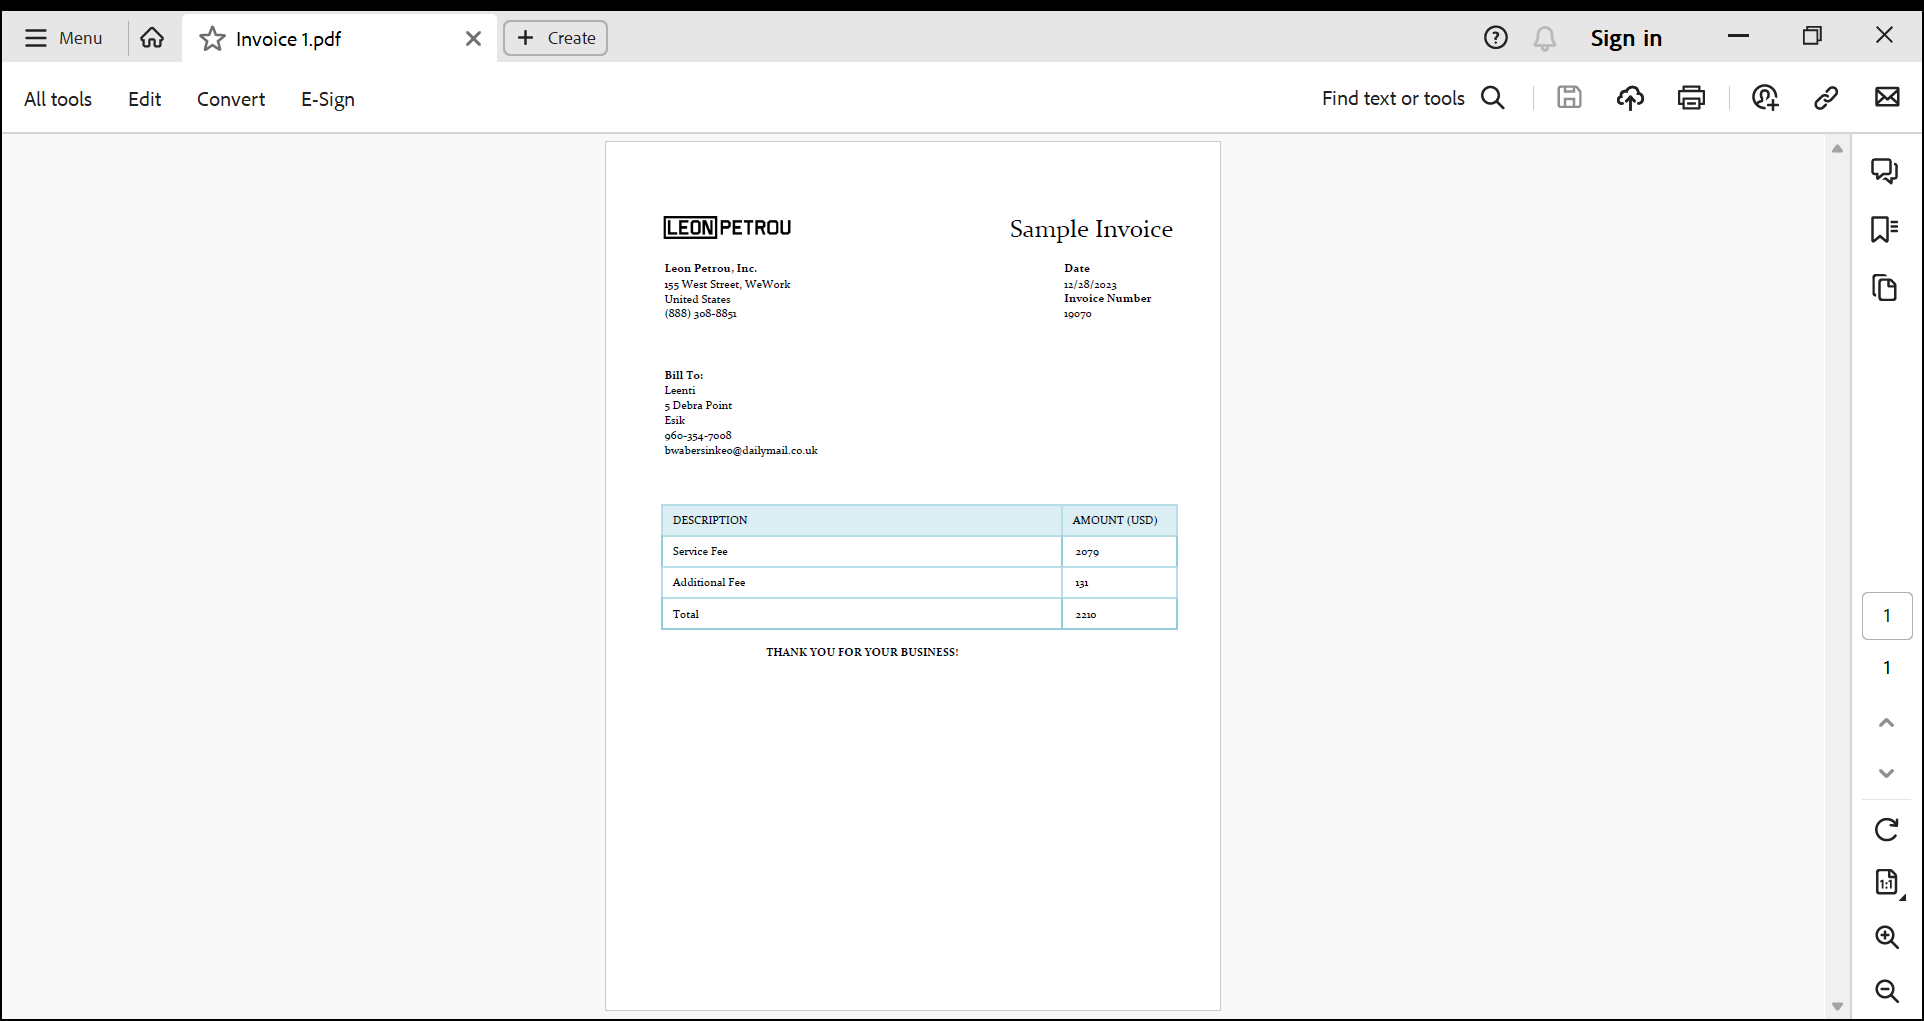 Menu
Invoice 1.pdf
Create
Sign in
All tools
Edit
Convert
E-Sign
Find text or tools
LEON PETROU
Sample Invoice
Leon Petrou, Inc.
155 West Street, WeWork
United States
(888) 308-8851
Date
12/28/2023
Invoice Number
19070
Bill To:
Leenti
5 Debra Point
Esik
960-354-7008
bwabersinke0@dailymail.co.uk
DESCRIPTION AMOUNT (USD)
Service Fee 2079
Additional Fee 131
Total 2210
THANK YOU FOR YOUR BUSINESS!
1
1
1:1